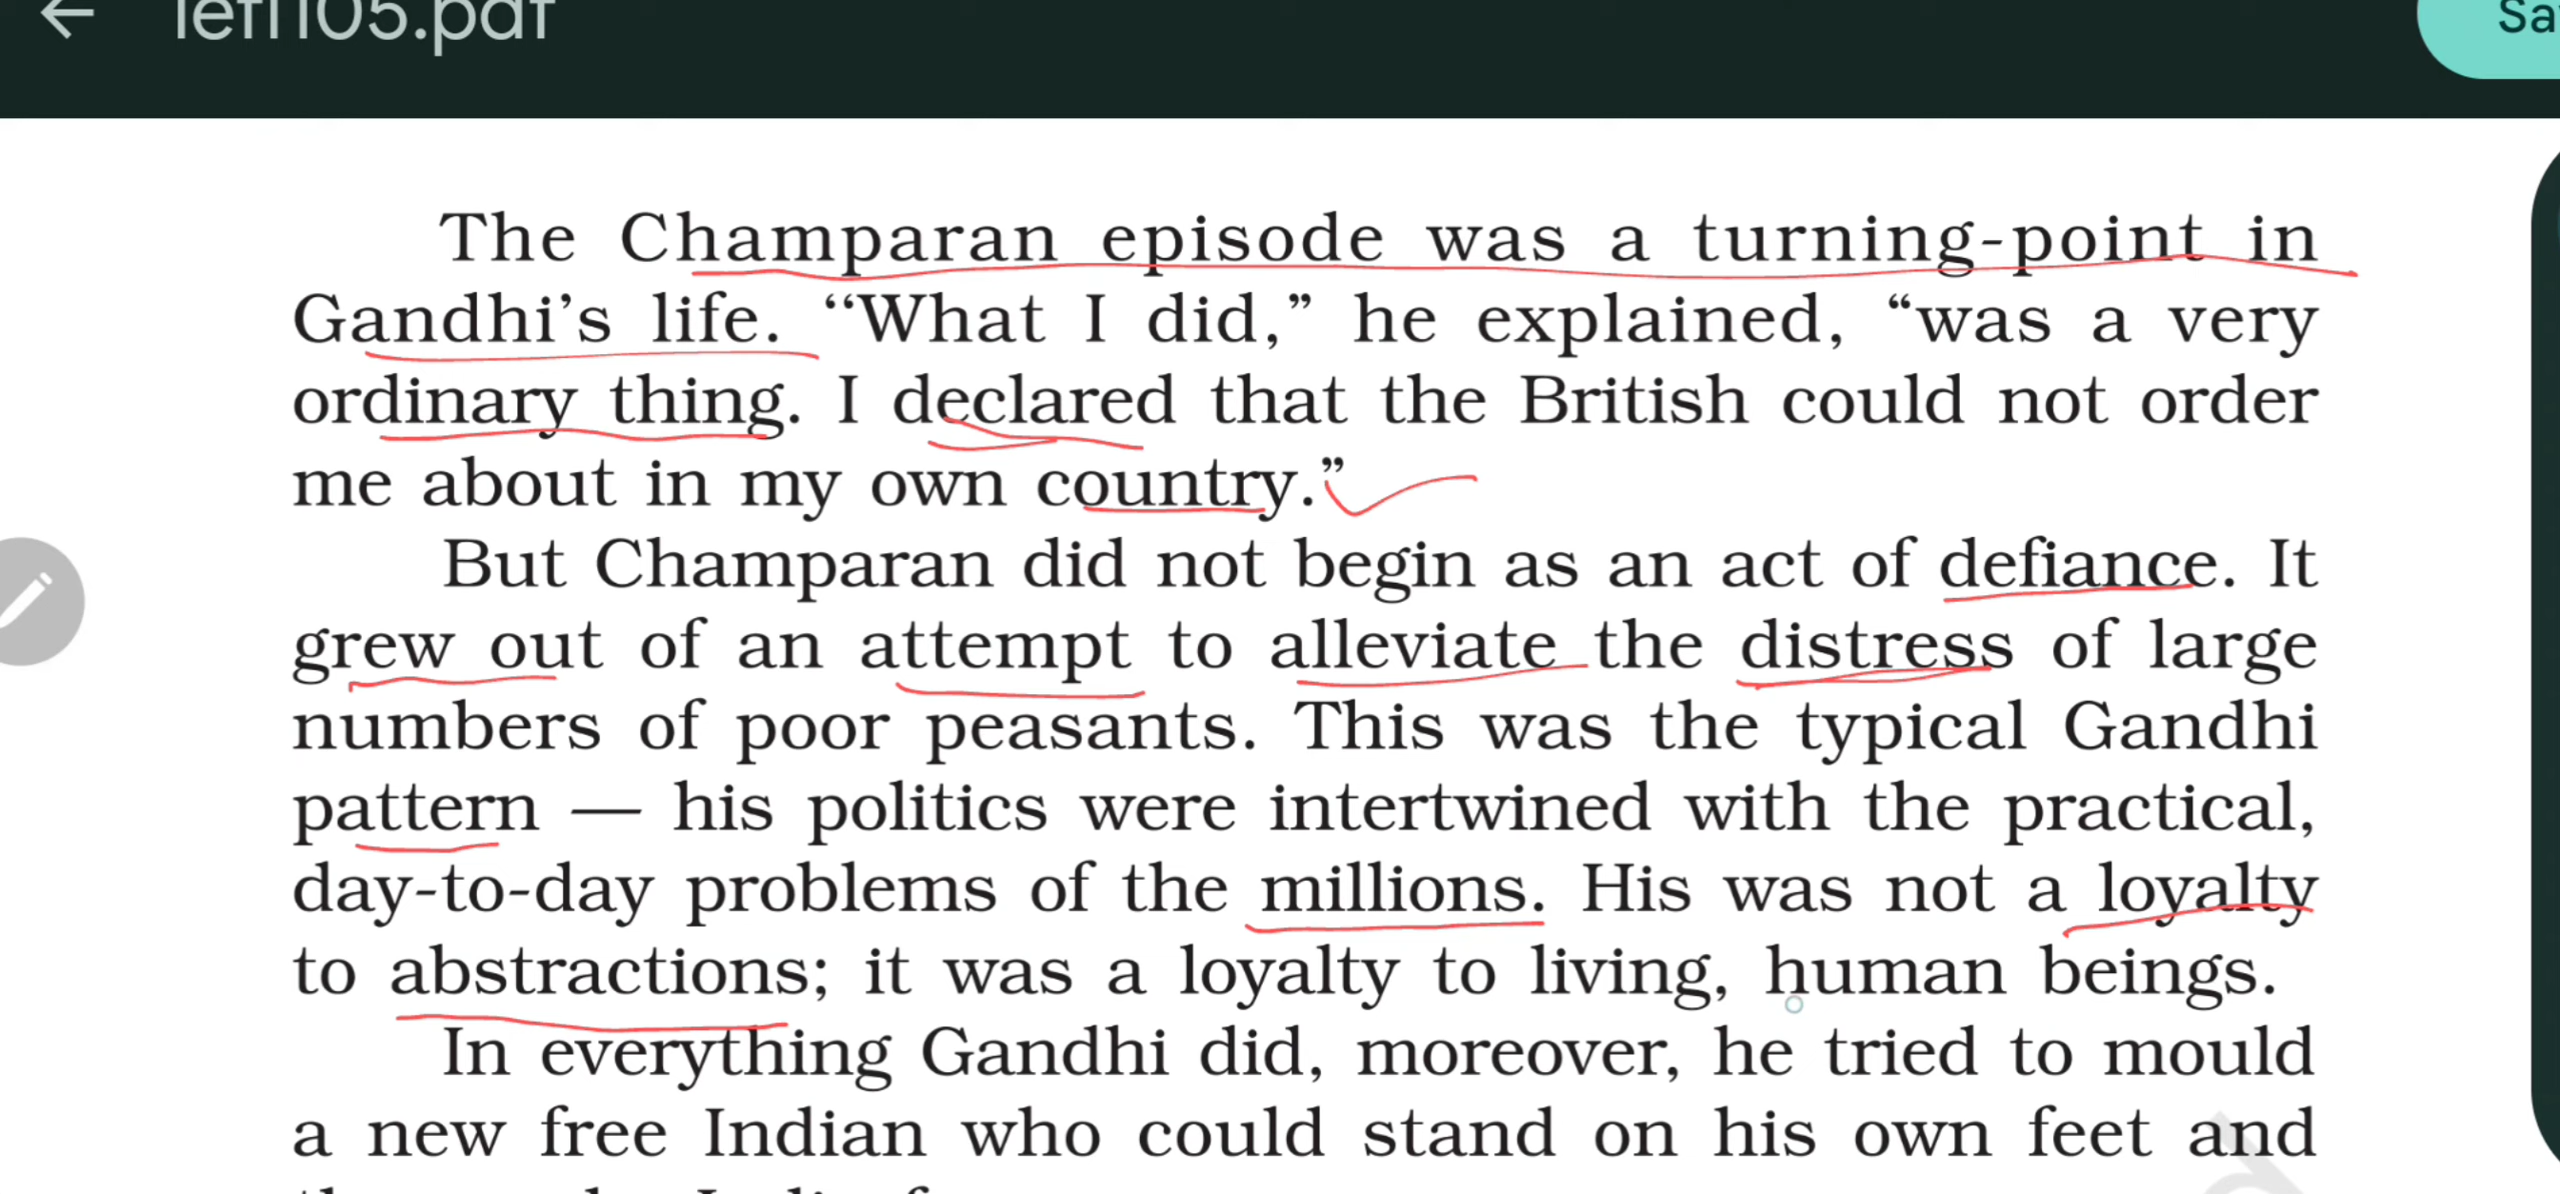 lefl105.pdf
Sa
The Champaran episode was a turning-point in
Gandhi's life. ‘‘What I did,” he explained, “was a very
ordinary thing. I declared that the British could not order
me about in my own country.”
But Champaran did not begin as an act of defiance. It
grew out of an attempt to alleviate the distress of large
numbers of poor peasants. This was the typical Gandhi
pattern — his politics were intertwined with the practical,
day-to-day problems of the millions. His was not a loyalty
to abstractions; it was a loyalty to living, human beings.
In everything Gandhi did, moreover, he tried to mould
a new free Indian who could stand on his own feet and